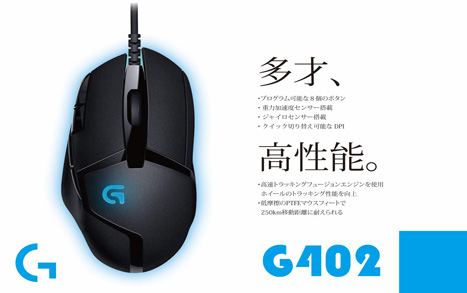 多才、
・プログラム可能な8個のボタン
・重力加速度センサー搭載
・ジャイロセンサー搭載
・クイック切り替え可能なDPI
高性能。
・高速トラッキングフュージョンエンジンを使用
ホイールのトラッキング性能を向上
・低摩擦のPTFEマウスフィートで
250km移動距離に耐えられる
G402